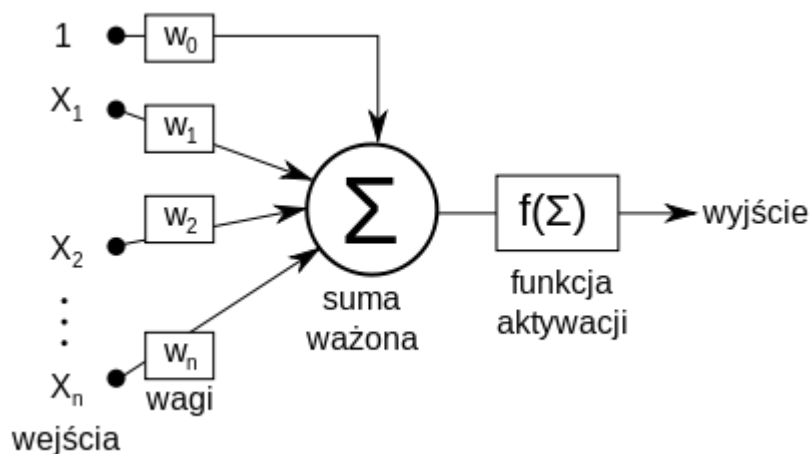 1
w₀
X₁
w₁
X₂
w₂
Xₙ
wₙ
wejścia
wagi
Σ
suma
ważona
f(Σ)
funkcja
aktywacji
wyjście